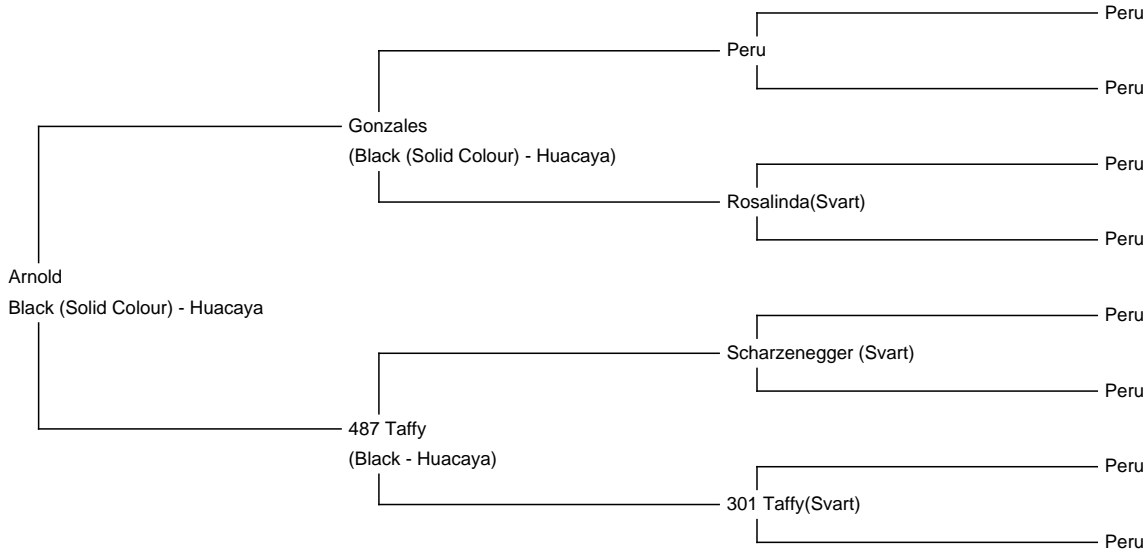 Peru
Peru
Peru
Gonzales
(Black (Solid Colour) - Huacaya)
Peru
Rosalinda(Svart)
Peru
Arnold
Black (Solid Colour) - Huacaya
Peru
Scharzenegger (Svart)
Peru
487 Taffy
(Black - Huacaya)
Peru
301 Taffy(Svart)
Peru